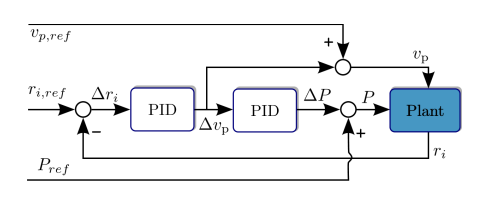 v_{p,ref}
+
v_p
r_{i,ref}
Δr_i
PID
PID
ΔP
P
Plant
−
Δv_p
+
r_i
P_{ref}